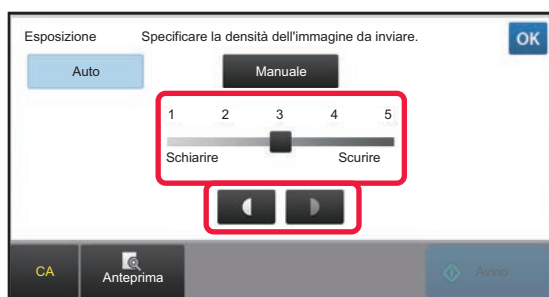 Esposizione Specificare la densità dell'immagine da inviare. OK
Auto Manuale
1 2 3 4 5
Schiarire Scurire
CA Anteprima Avvio